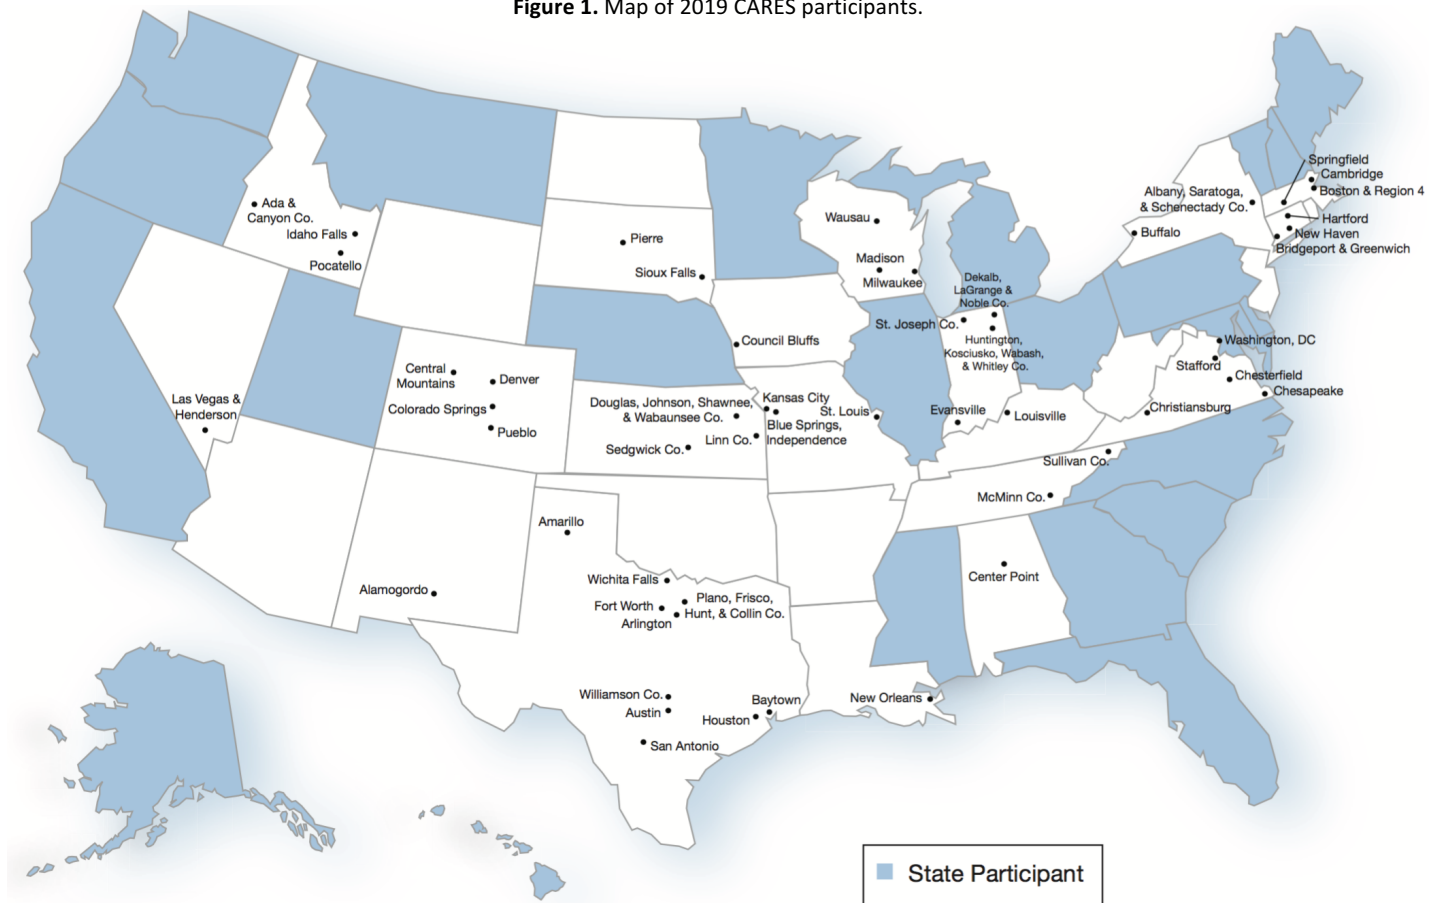 Figure 1. Map of 2019 CARES participants.
Springfield
Cambridge
Boston & Region 4
Albany, Saratoga,
& Schenectady Co.
Hartford
New Haven
Bridgeport & Greenwich
Buffalo
Ada &
Canyon Co.
Idaho Falls
Pocatello
Wausau
Madison
Milwaukee
Pierre
Sioux Falls
Dekalb,
LaGrange &
Noble Co.
St. Joseph Co.
Huntington,
Kosciusko, Wabash,
& Whitley Co.
Council Bluffs
Washington, DC
Stafford
Chesterfield
Chesapeake
Christiansburg
Central
Mountains
Denver
Colorado Springs
Pueblo
Las Vegas &
Henderson
Douglas, Johnson, Shawnee,
& Wabaunsee Co.
Kansas City
Blue Springs,
Independence
Linn Co.
Sedgwick Co.
St. Louis
Evansville
Louisville
Sullivan Co.
McMinn Co.
Amarillo
Alamogordo
Wichita Falls
Fort Worth
Plano, Frisco,
Hunt, & Collin Co.
Arlington
Center Point
Williamson Co.
Austin
Baytown
Houston
San Antonio
New Orleans
State Participant